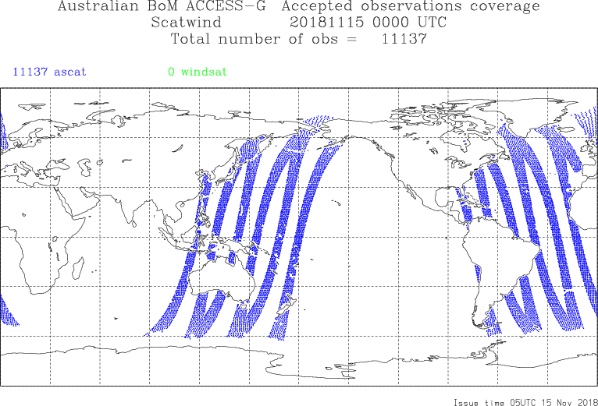 Australian BoM ACCESS-G Accepted observations coverage
Scatwind 20181115 0000 UTC
Total number of obs = 11137
11137 ascat 0 windsat
Issue time 05UTC 15 Nov 2018